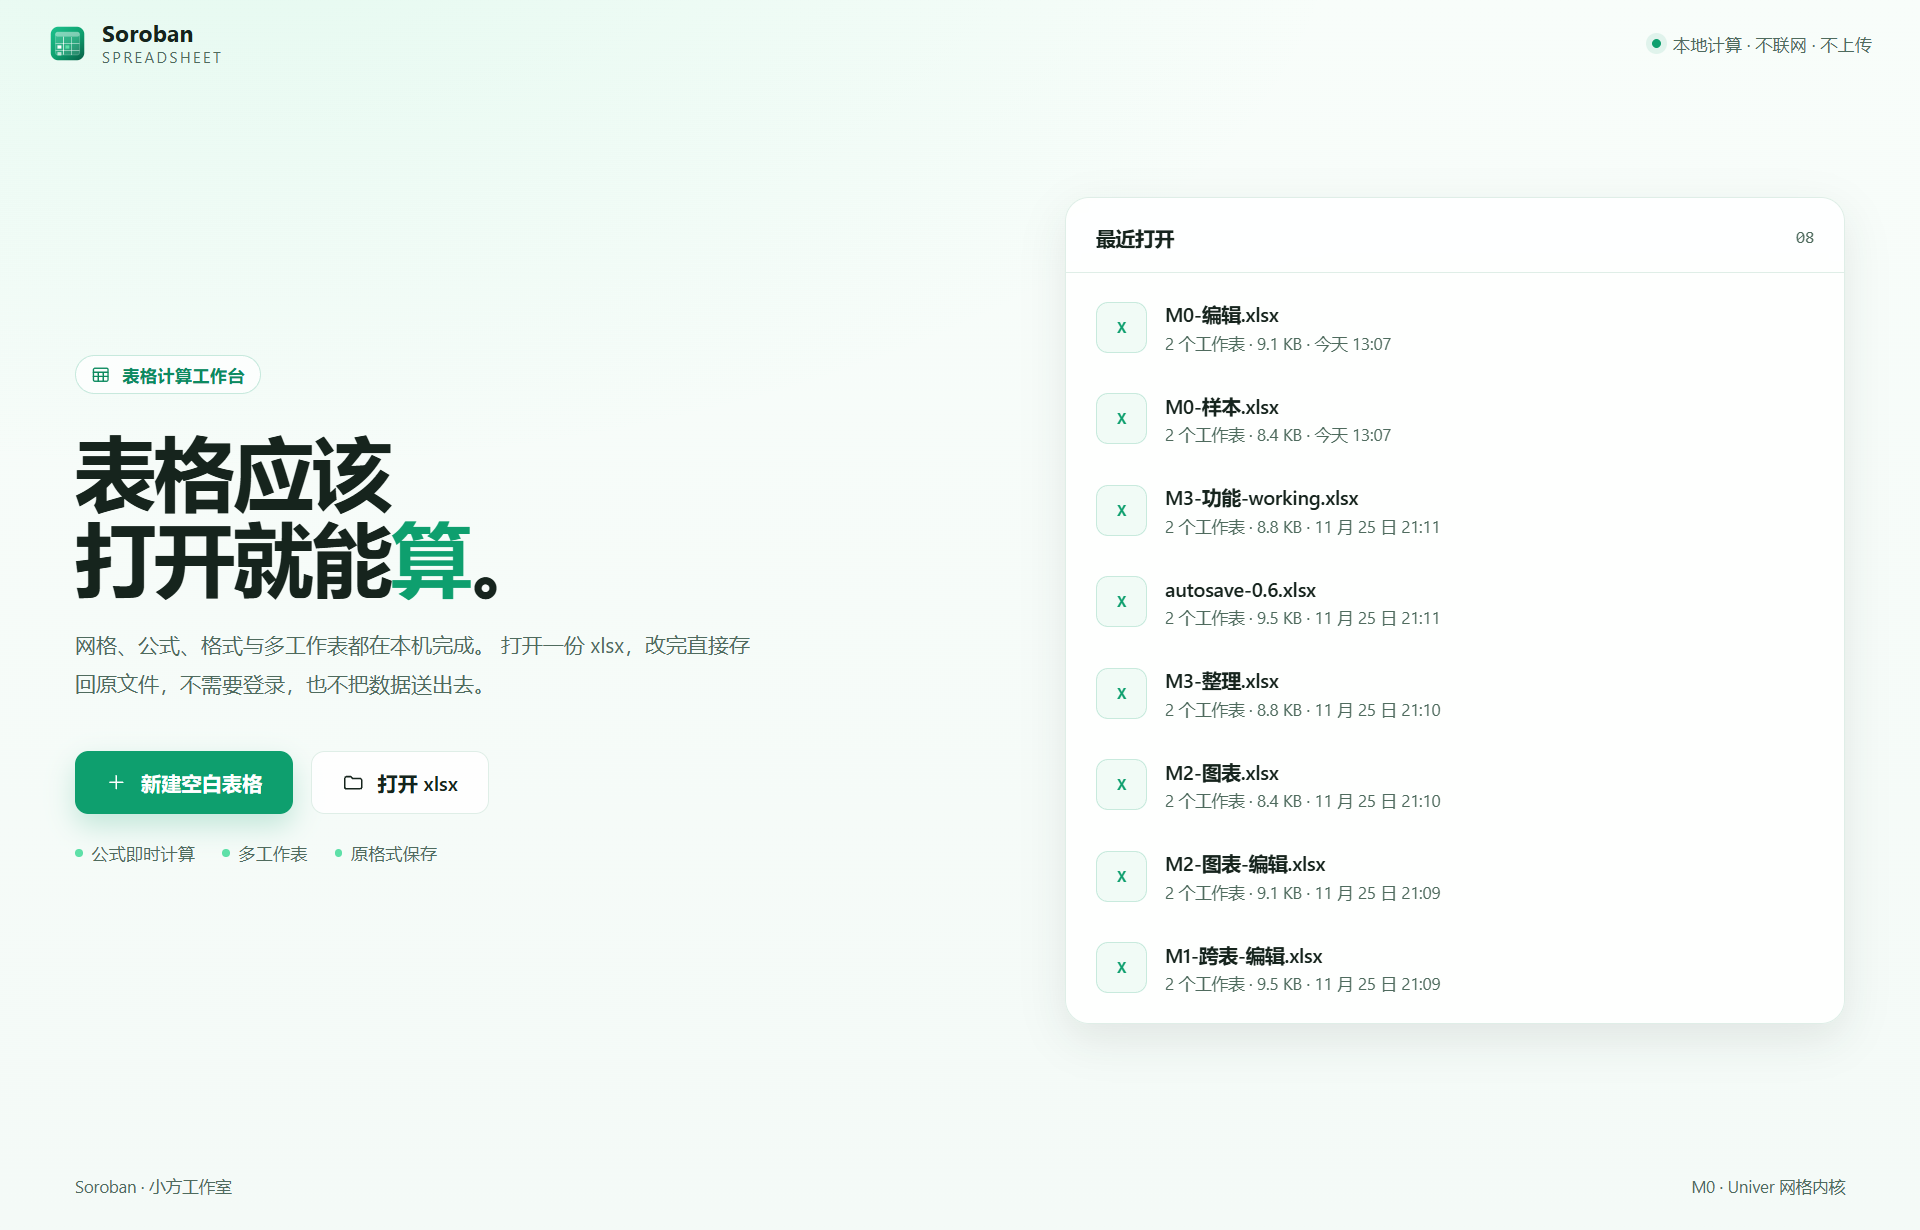 Soroban
SPREADSHEET
本地计算 · 不联网 · 不上传
表格计算工作台
表格应该
打开就能算。
网格、公式、格式与多工作表都在本机完成。 打开一份 xlsx，改完直接存
回原文件，不需要登录，也不把数据送出去。
新建空白表格
打开 xlsx
公式即时计算
多工作表
原格式保存
最近打开
08
X
M0-编辑.xlsx
2 个工作表 · 9.1 KB · 今天 13:07
X
M0-样本.xlsx
2 个工作表 · 8.4 KB · 今天 13:07
X
M3-功能-working.xlsx
2 个工作表 · 8.8 KB · 11 月 25 日 21:11
X
autosave-0.6.xlsx
2 个工作表 · 9.5 KB · 11 月 25 日 21:11
X
M3-整理.xlsx
2 个工作表 · 8.8 KB · 11 月 25 日 21:10
X
M2-图表.xlsx
2 个工作表 · 8.4 KB · 11 月 25 日 21:10
X
M2-图表-编辑.xlsx
2 个工作表 · 9.1 KB · 11 月 25 日 21:09
X
M1-跨表-编辑.xlsx
2 个工作表 · 9.5 KB · 11 月 25 日 21:09
Soroban · 小方工作室
M0 · Univer 网格内核